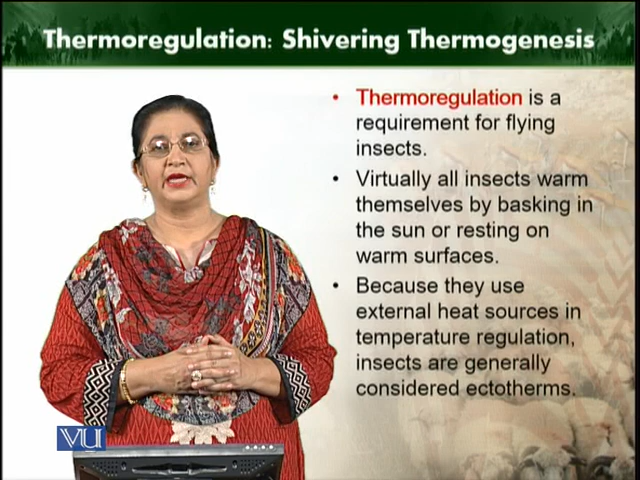 Thermoregulation: Shivering Thermogenesis
• Thermoregulation is a
requirement for flying
insects.
• Virtually all insects warm
themselves by basking in
the sun or resting on
warm surfaces.
• Because they use
external heat sources in
temperature regulation,
insects are generally
considered ectotherms.
VU